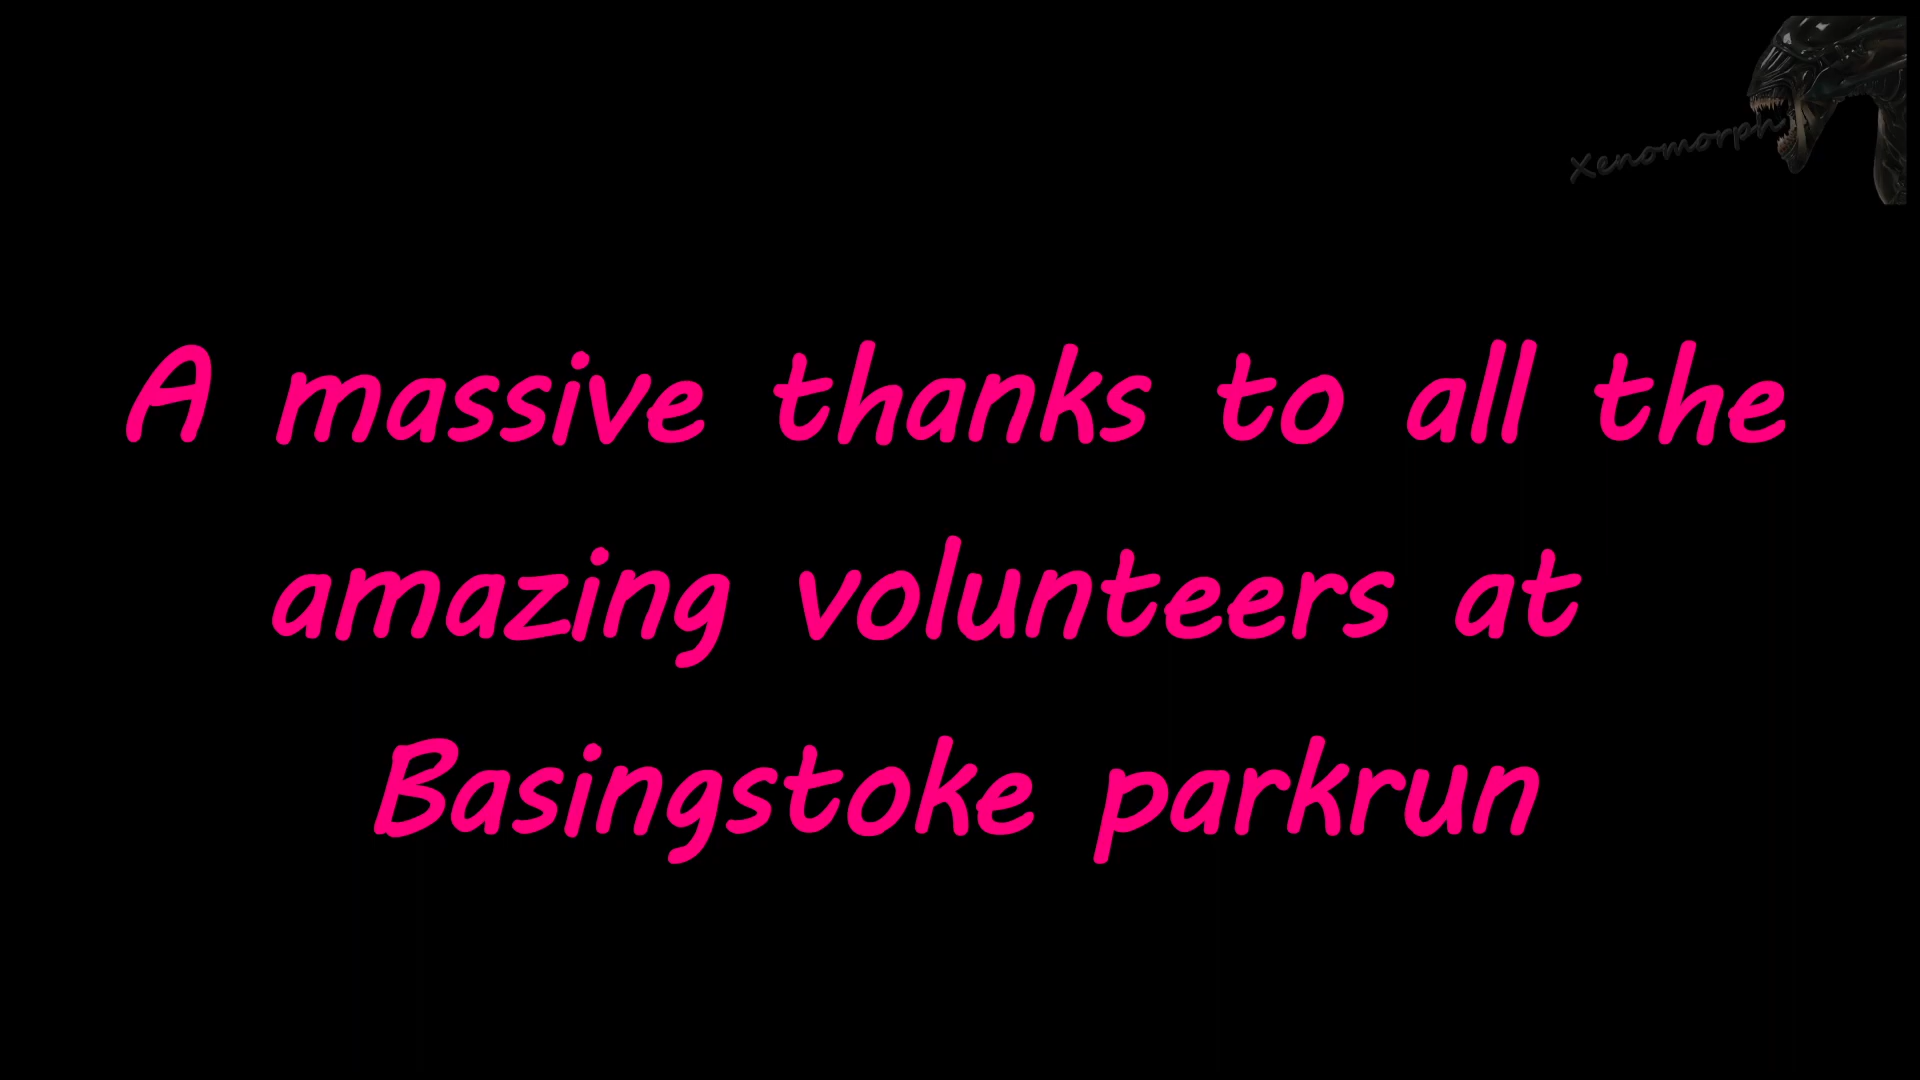 Xenomorph
A massive thanks to all the
amazing volunteers at
Basingstoke parkrun